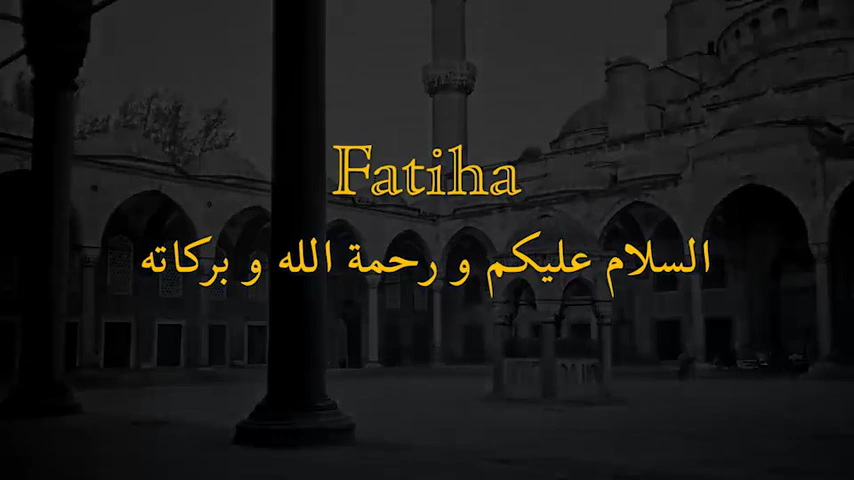 Fatiha
السلام عليكم و رحمة الله و بركاته